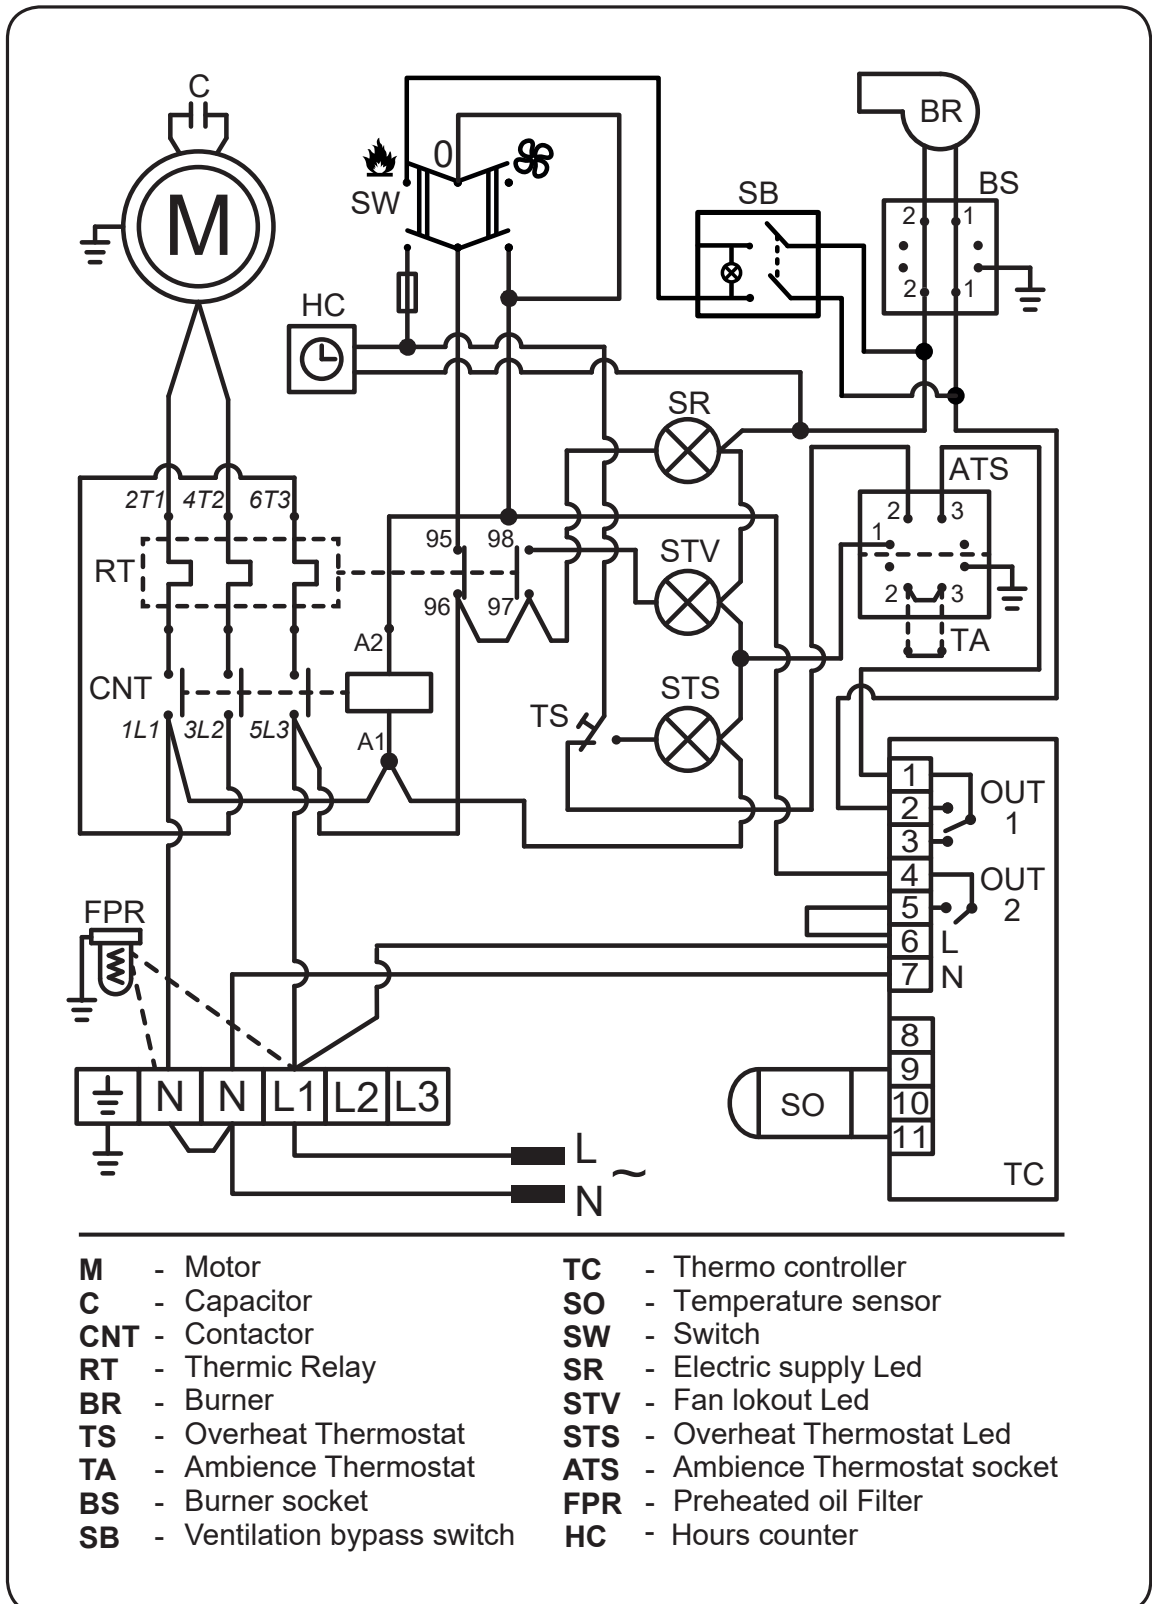 C
BR
M
0
SW
SB
BS
2 1
2 1
HC
SR
ATS
2T1 4T2 6T3
2 3
1
95 98
STV
RT
96 97
2 3
A2
TA
CNT
STS
1L1 3L2 5L3
TS
A1
1
OUT
2
1
3
4
OUT
5
2
FPR
6 L
7 N
8
9
10
11
SO
TC
N N L1 L2 L3
L
~
N
M - Motor
C - Capacitor
CNT - Contactor
RT - Thermic Relay
BR - Burner
TS - Overheat Thermostat
TA - Ambience Thermostat
BS - Burner socket
SB - Ventilation bypass switch
TC - Thermo controller
SO - Temperature sensor
SW - Switch
SR - Electric supply Led
STV - Fan lokout Led
STS - Overheat Thermostat Led
ATS - Ambience Thermostat socket
FPR - Preheated oil Filter
HC - Hours counter